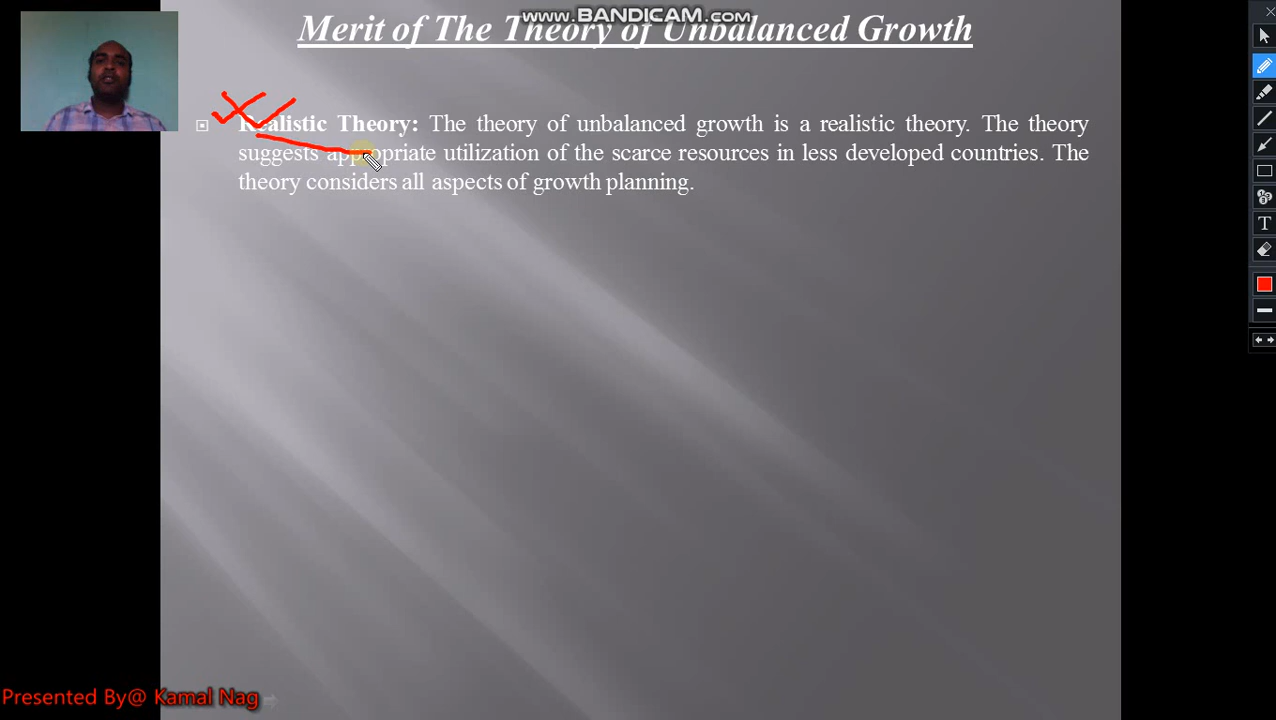 www.BANDICAM.com
Merit of The Theory of Unbalanced Growth
Realistic Theory: The theory of unbalanced growth is a realistic theory. The theory
suggests appropriate utilization of the scarce resources in less developed countries. The
theory considers all aspects of growth planning.
T
Presented By@ Kamal Nag